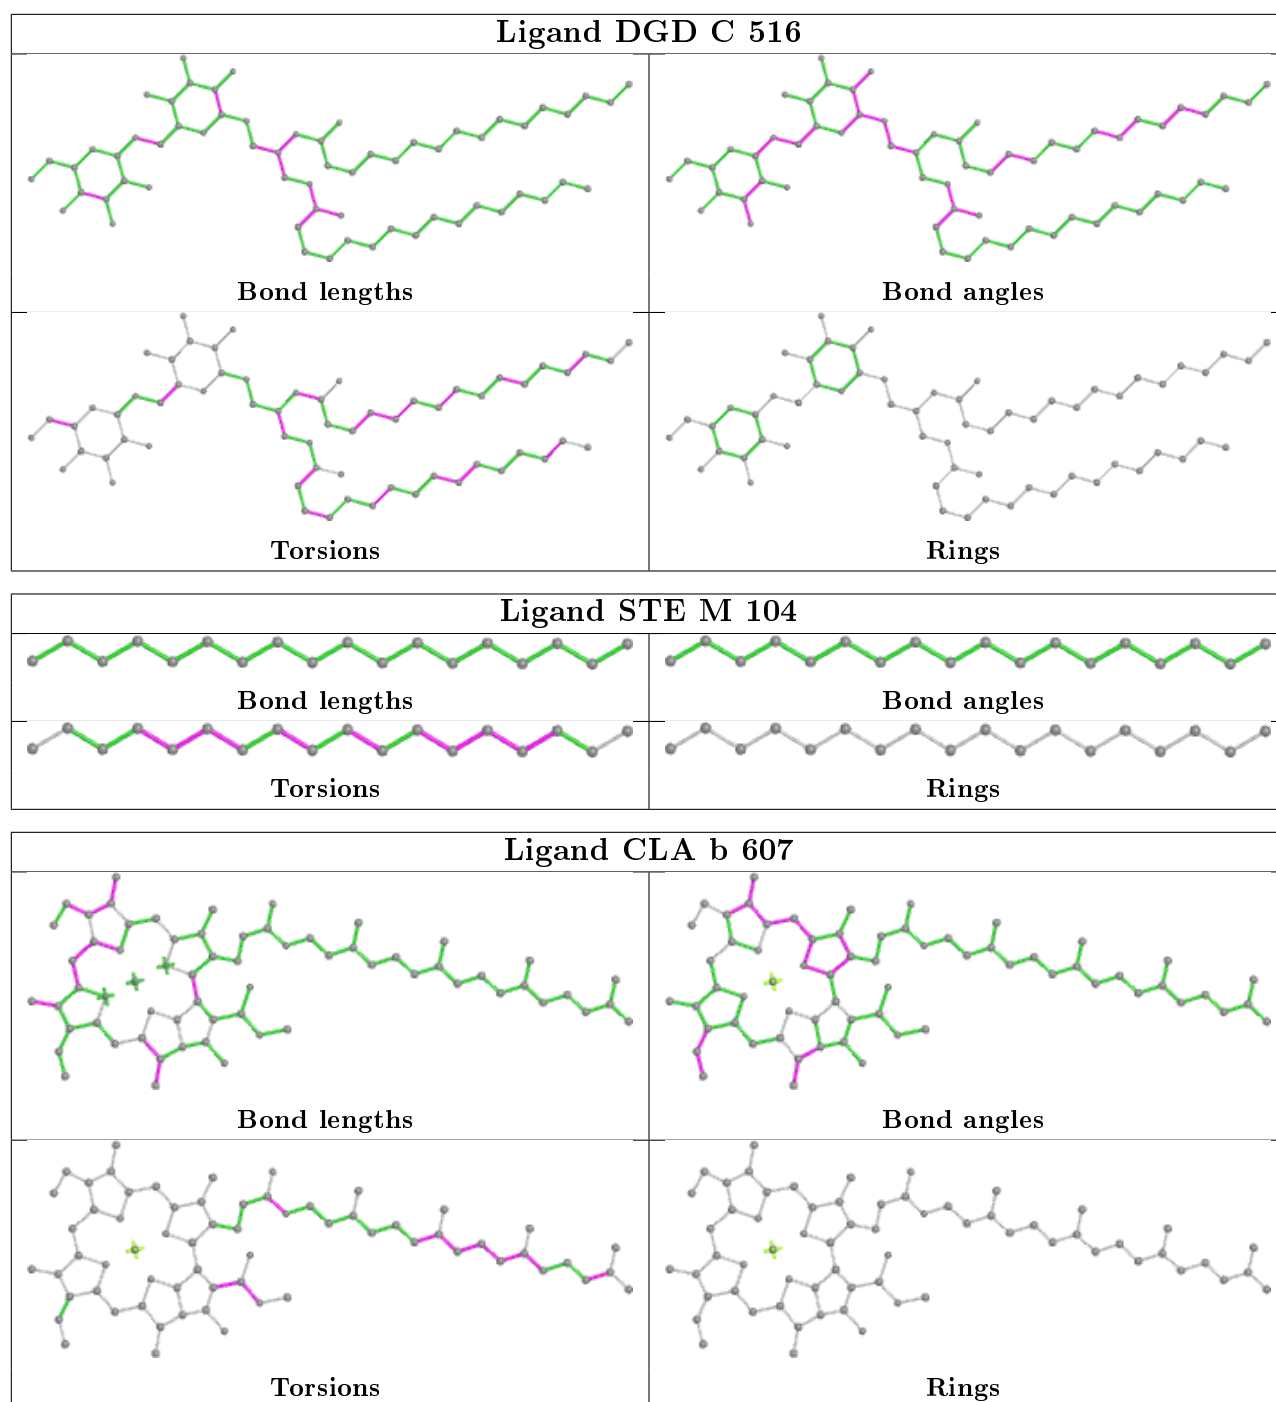 Ligand DGD C 516
Bond lengths
Bond angles
Torsions
Rings
Ligand STE M 104
Bond lengths
Bond angles
Torsions
Rings
Ligand CLA b 607
Bond lengths
Bond angles
Torsions
Rings